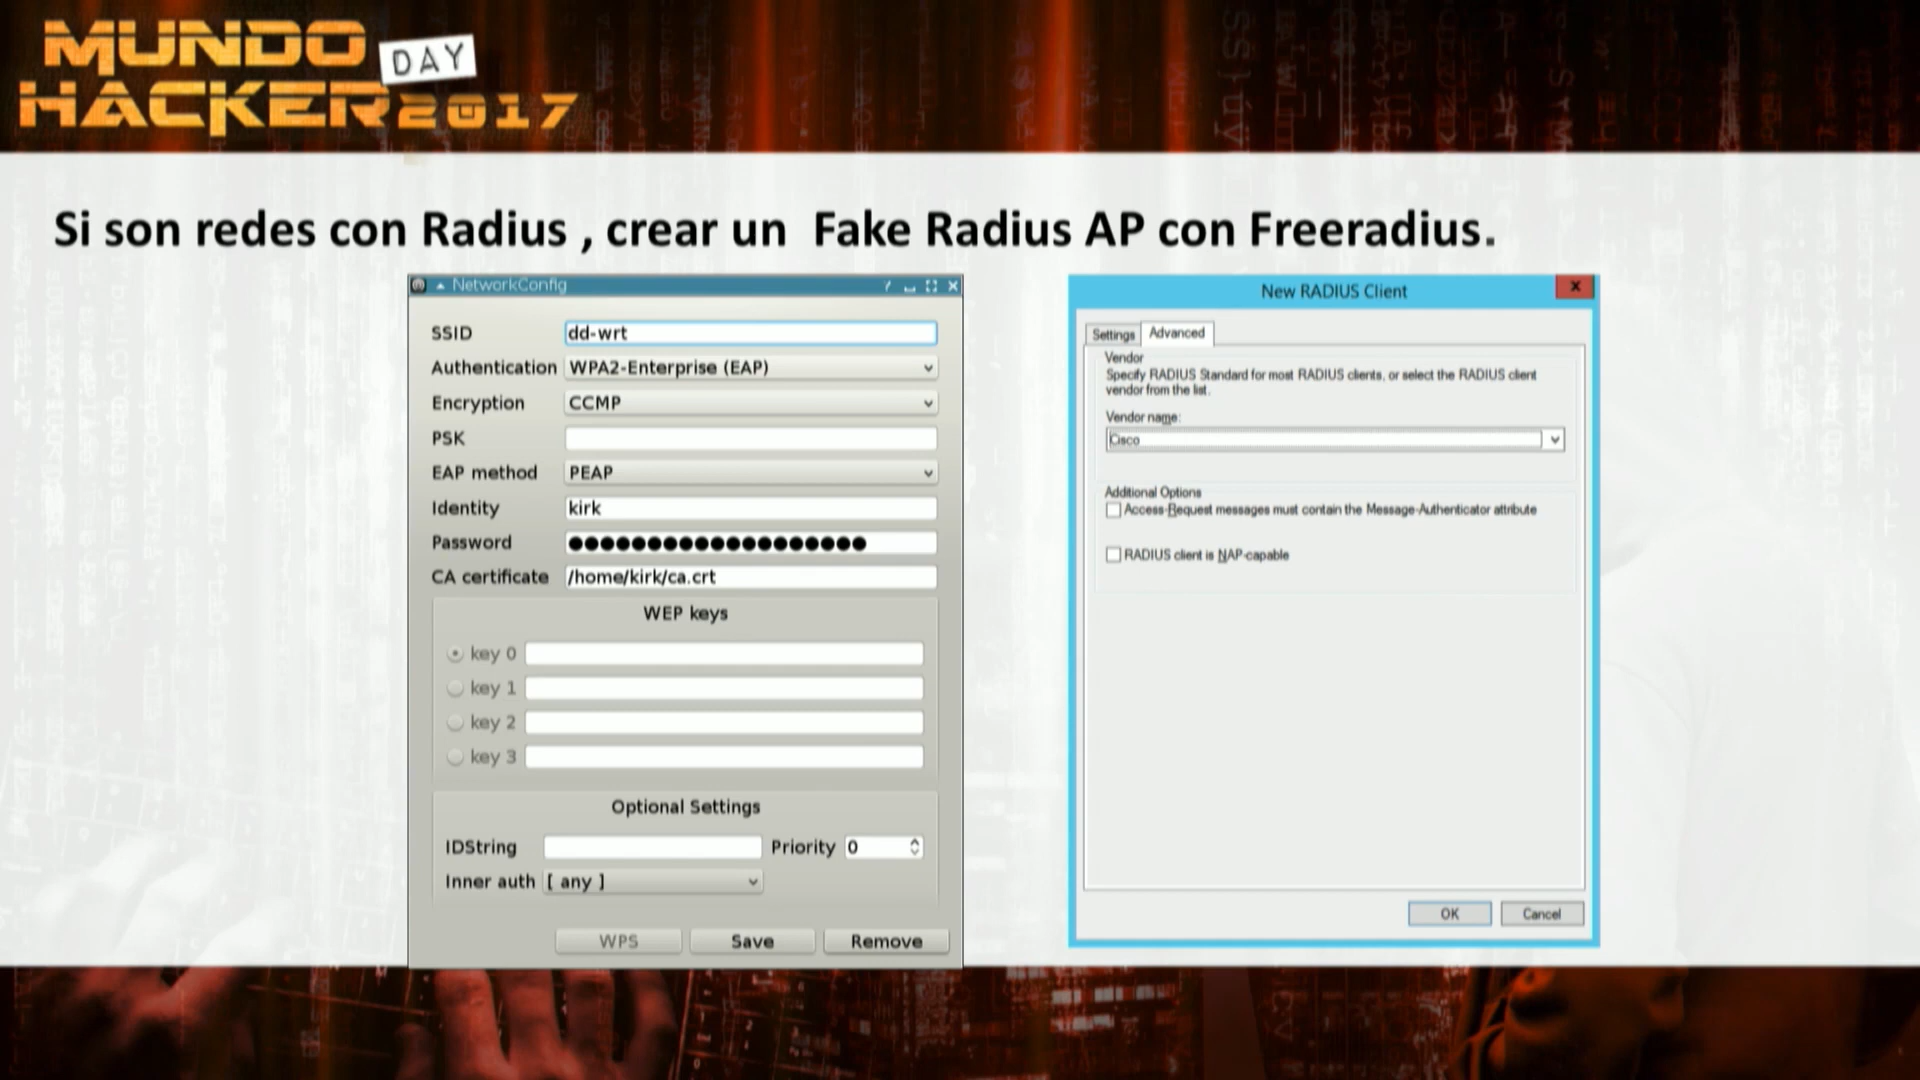 MUNDO
DAY
HACKER 2017
Si son redes con Radius , crear un Fake Radius AP con Freeradius.
NetworkConfig
SSID dd-wrt
Authentication WPA2-Enterprise (EAP)
Encryption CCMP
PSK
EAP method PEAP
Identity kirk
Password ●●●●●●●●●●●●●●●●●●●
CA certificate /home/kirk/ca.crt
WEP keys
key 0
key 1
key 2
key 3
Optional Settings
IDString Priority 0
Inner auth [ any ]
WPS Save Remove
New RADIUS Client
Settings Advanced
Vendor
Specify RADIUS Standard for most RADIUS clients, or select the RADIUS client
vendor from the list.
Vendor name:
Cisco
Additional Options
Access-Request messages must contain the Message-Authenticator attribute
RADIUS client is NAP-capable
OK Cancel